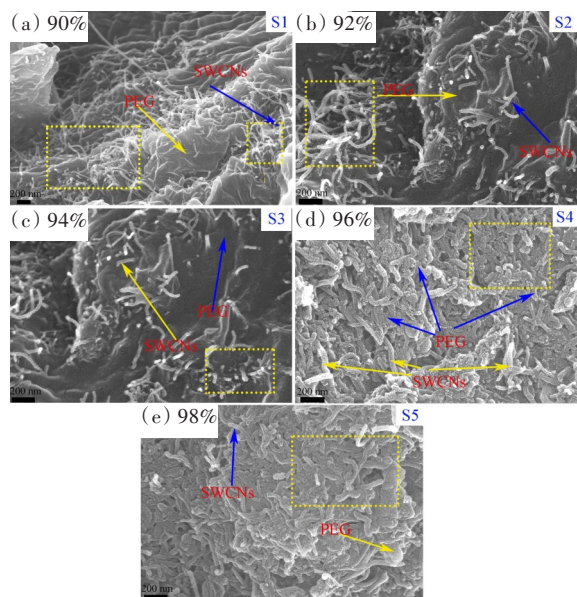 (a) 90%
S1
SWCNs
PEG
200 nm
(b) 92%
S2
PEG
SWCNs
200 nm
(c) 94%
S3
PEG
SWCNs
200 nm
(d) 96%
S4
PEG
SWCNs
200 nm
(e) 98%
S5
SWCNs
PEG
200 nm